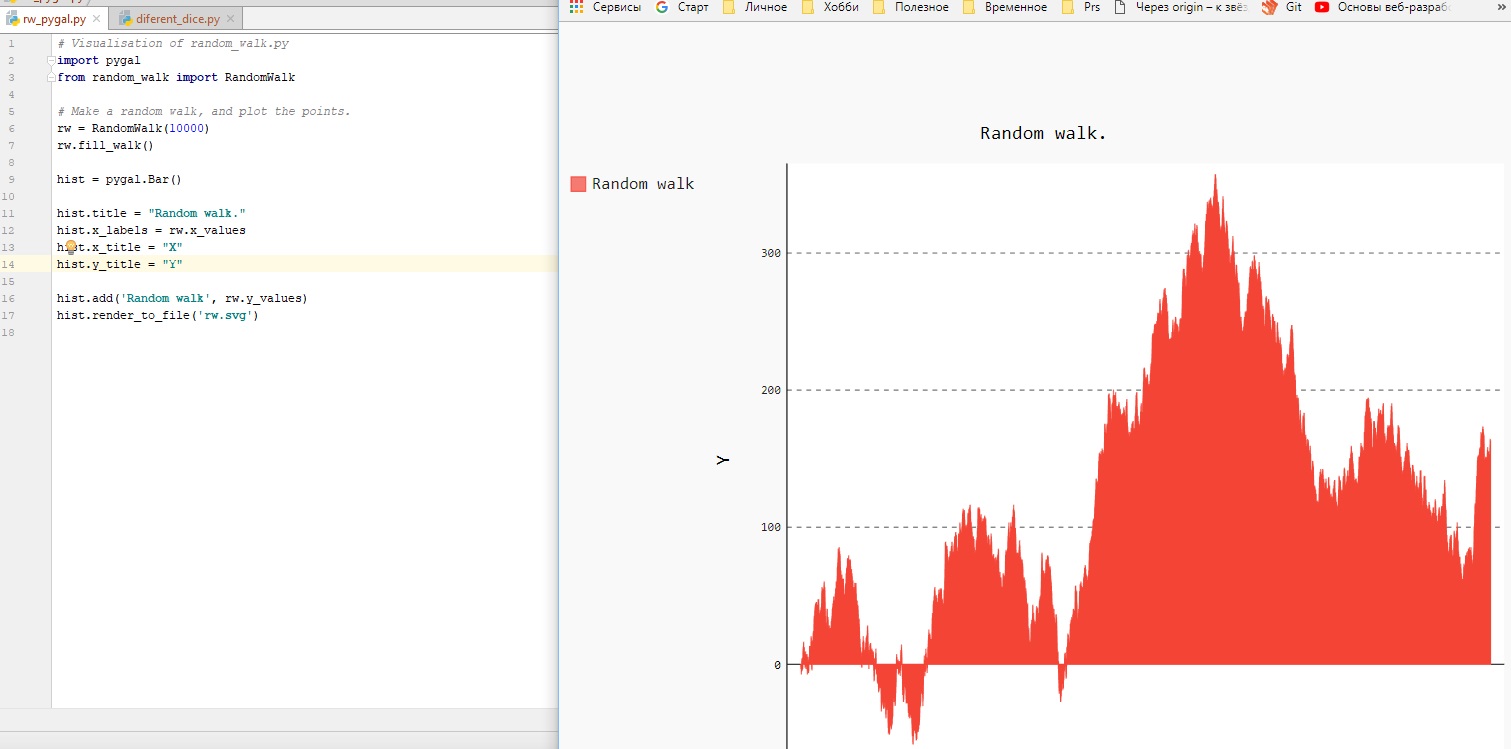 Сервисы Старт Личное Хобби Полезное Временное Prs Через origin – к звёз Git Основы веб-разраб »
rw_pygal.py × diferent_dice.py ×
1 # Visualisation of random_walk.py
2 import pygal
3 from random_walk import RandomWalk
4
5 # Make a random walk, and plot the points.
6 rw = RandomWalk(10000)
7 rw.fill_walk()
8
9 hist = pygal.Bar()
10
11 hist.title = "Random walk."
12 hist.x_labels = rw.x_values
13 hist.x_title = "X"
14 hist.y_title = "Y"
15
16 hist.add('Random walk', rw.y_values)
17 hist.render_to_file('rw.svg')
18
Random walk.
Random walk
300
200
Y
100
0